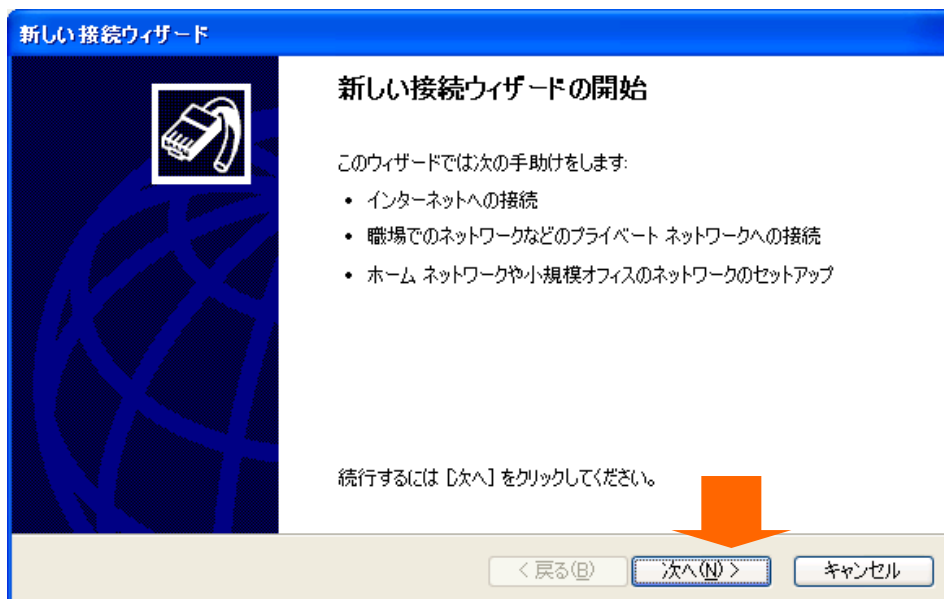 新しい接続ウィザード
新しい接続ウィザードの開始
このウィザードでは次の手助けをします:
• インターネットへの接続
• 職場でのネットワークなどのプライベート ネットワークへの接続
• ホーム ネットワークや小規模オフィスのネットワークのセットアップ
続行するには [次へ] をクリックしてください。
< 戻る(B) 次へ(N) > キャンセル